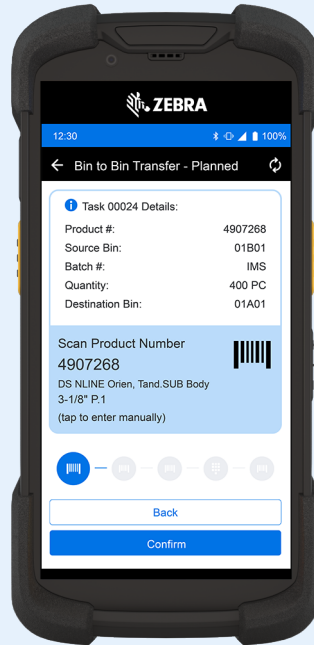 ZEBRA
12:30 100%
Bin to Bin Transfer - Planned
Task 00024 Details:
Product #: 4907268
Source Bin: 01B01
Batch #: IMS
Quantity: 400 PC
Destination Bin: 01A01
Scan Product Number
4907268
DS NLINE Orien, Tand.SUB Body
3-1/8" P.1
(tap to enter manually)
Back
Confirm